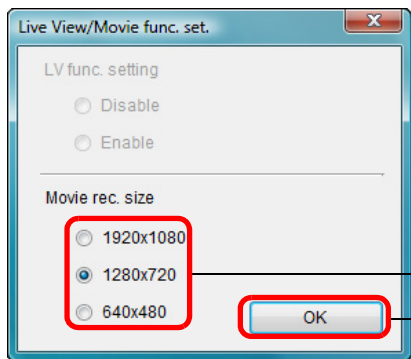 Live View/Movie func. set.
LV func. setting
Disable
Enable
Movie rec. size
1920x1080
1280x720
640x480
OK